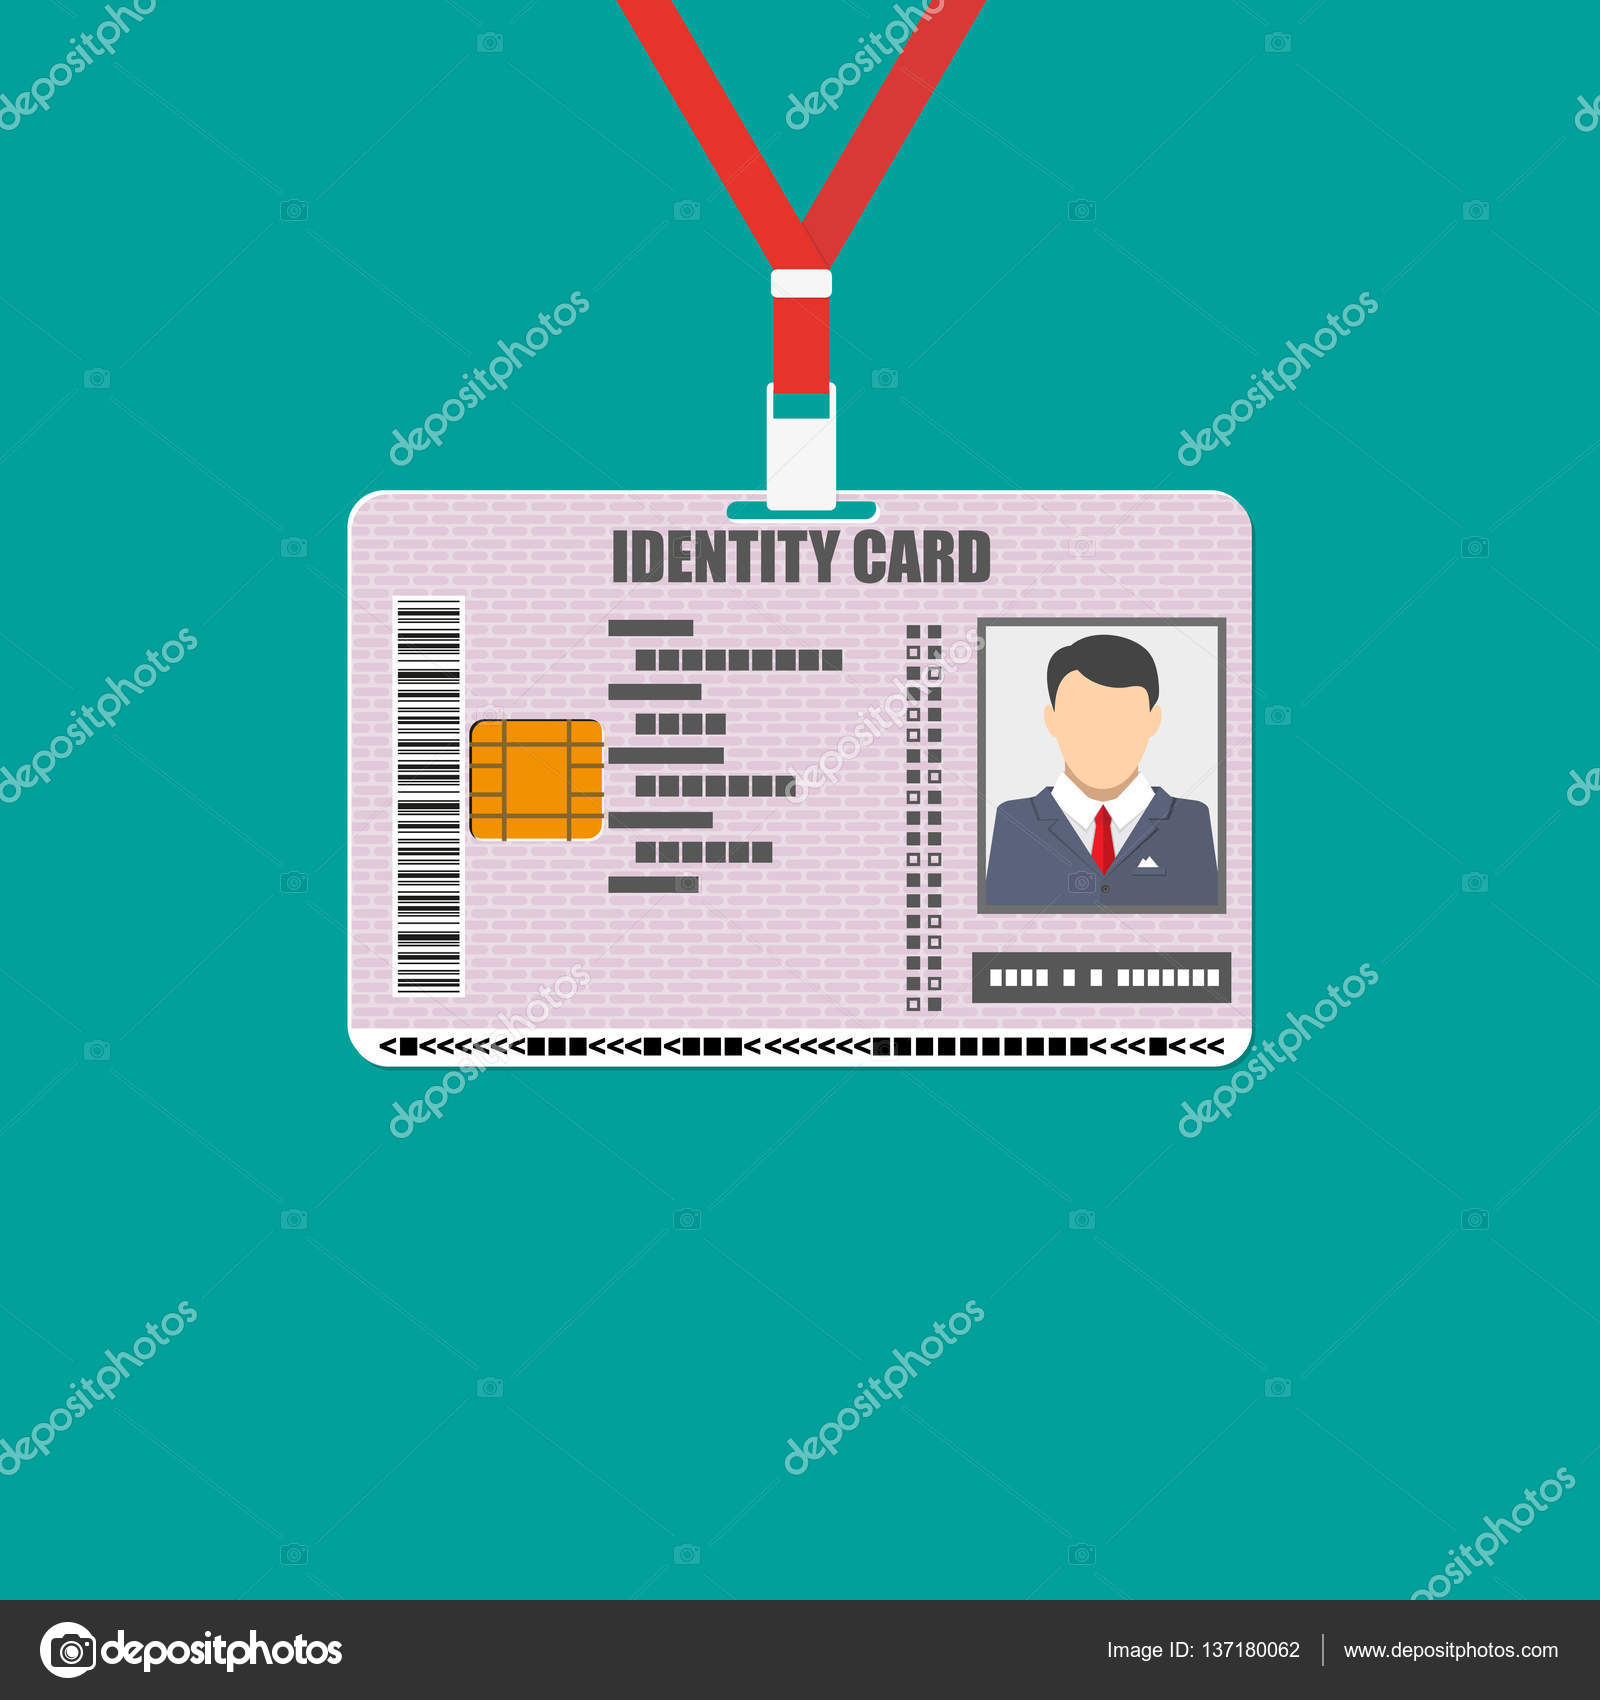 IDENTITY CARD
<■<<<<<<■■■<<<■<■■■<<<<<<<■■■■■■■■■■<<<■<<<
depositphotos
Image ID: 137180062
www.depositphotos.com